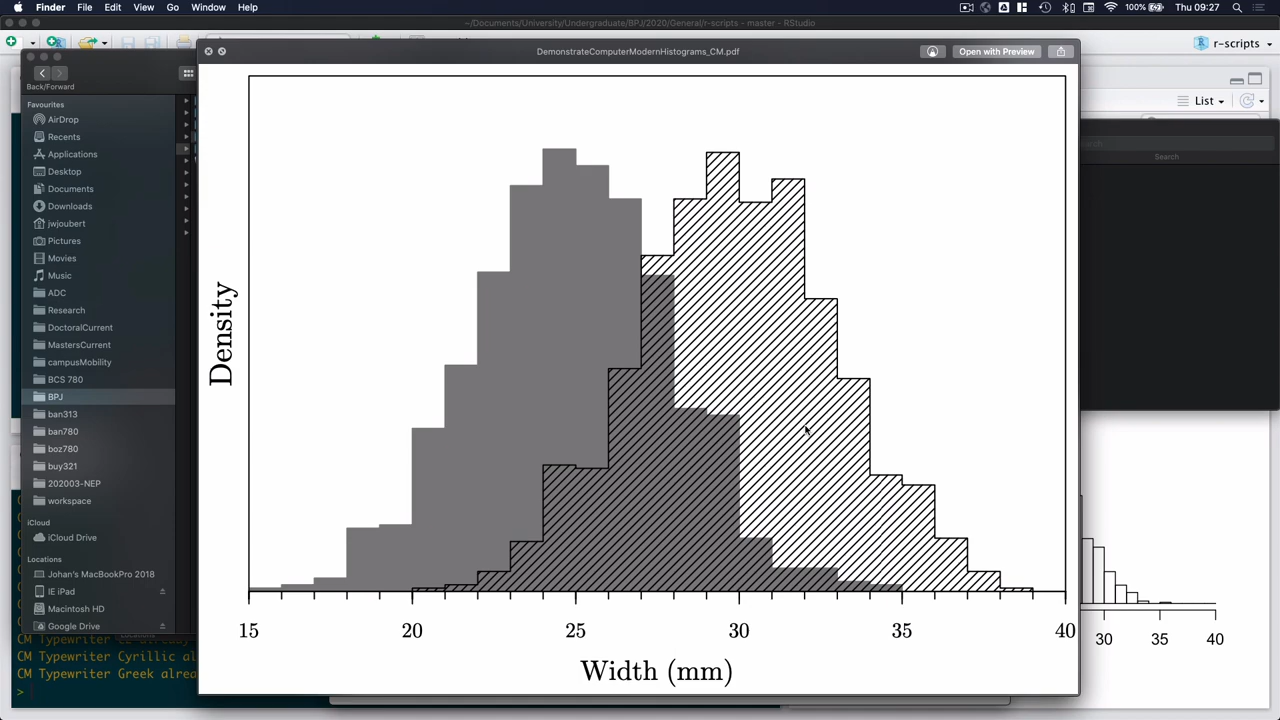 Finder File Edit View Go Window Help
100% Thu 09:27
~/Documents/University/Undergraduate/BPJ/2020/General/r-scripts - master - RStudio
r-scripts
DemonstrateComputerModernHistograms_CM.pdf
Open with Preview
Back/Forward
List
Search
Favourites
AirDrop
Recents
Applications
Desktop
Documents
Downloads
jwjoubert
Pictures
Movies
Music
ADC
Research
DoctoralCurrent
MastersCurrent
campusMobility
BCS 780
BPJ
ban313
ban780
boz780
buy321
202003-NEP
workspace
iCloud
iCloud Drive
Locations
Johan's MacBookPro 2018
IE iPad
Macintosh HD
Google Drive
CM Typewriter
CM Typewriter Cyrillic al
CM Typewriter Greek alrea
>
Density
15 20 25 30 35 40
Width (mm)
30 35 40